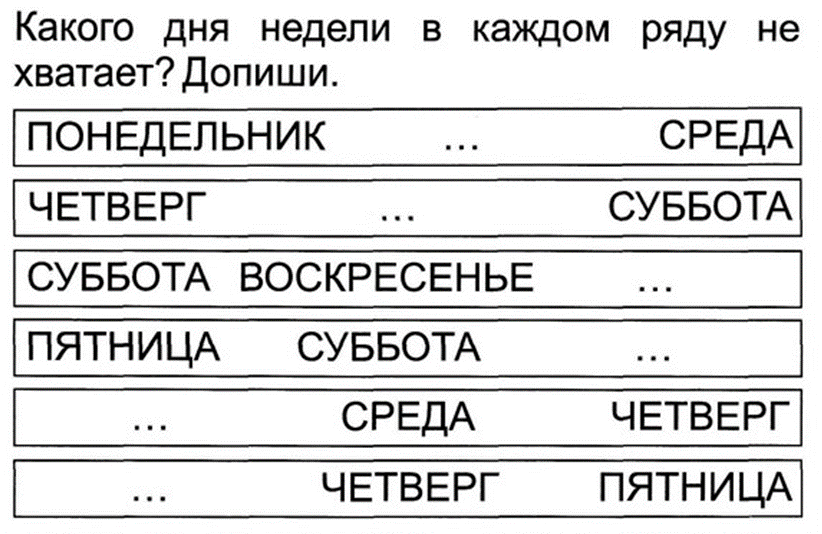 Какого дня недели в каждом ряду не
хватает? Допиши.
ПОНЕДЕЛЬНИК ... СРЕДА
ЧЕТВЕРГ ... СУББОТА
СУББОТА ВОСКРЕСЕНЬЕ ...
ПЯТНИЦА СУББОТА ...
... СРЕДА ЧЕТВЕРГ
... ЧЕТВЕРГ ПЯТНИЦА